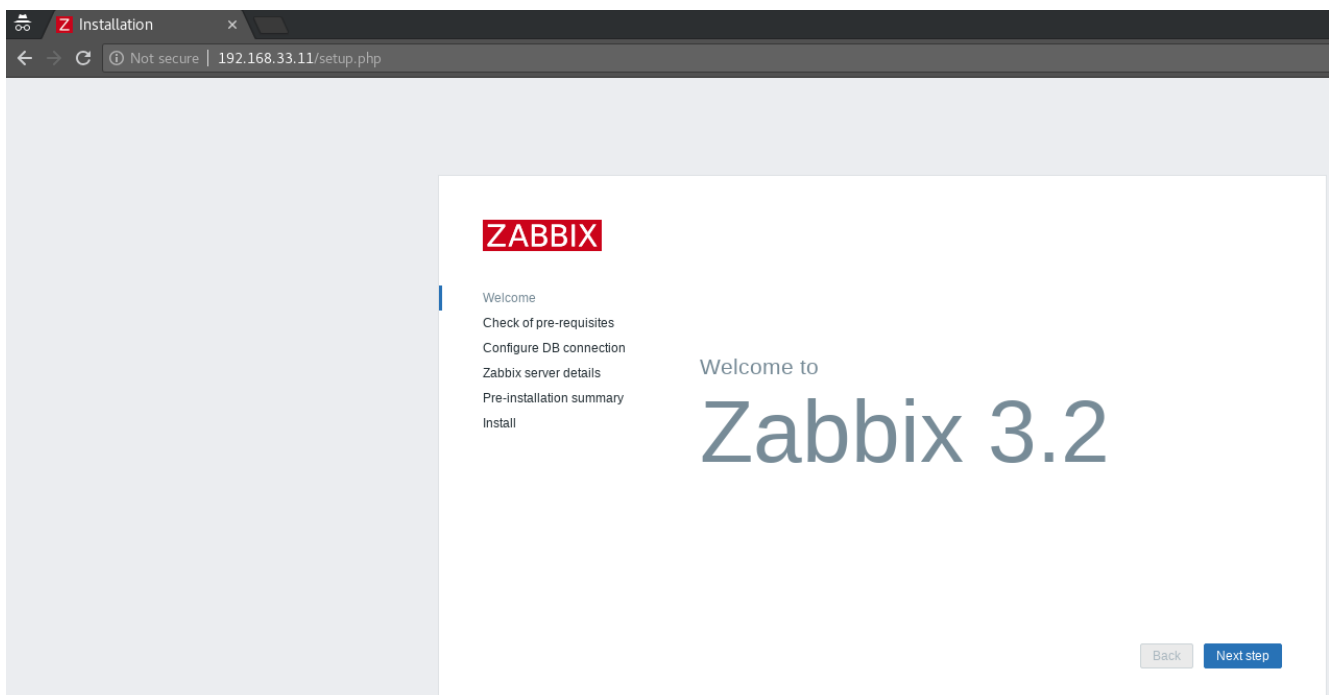 Z Installation
Not secure | 192.168.33.11/setup.php
ZABBIX
Welcome
Check of pre-requisites
Configure DB connection
Zabbix server details
Pre-installation summary
Install
Welcome to
Zabbix 3.2
Back Next step